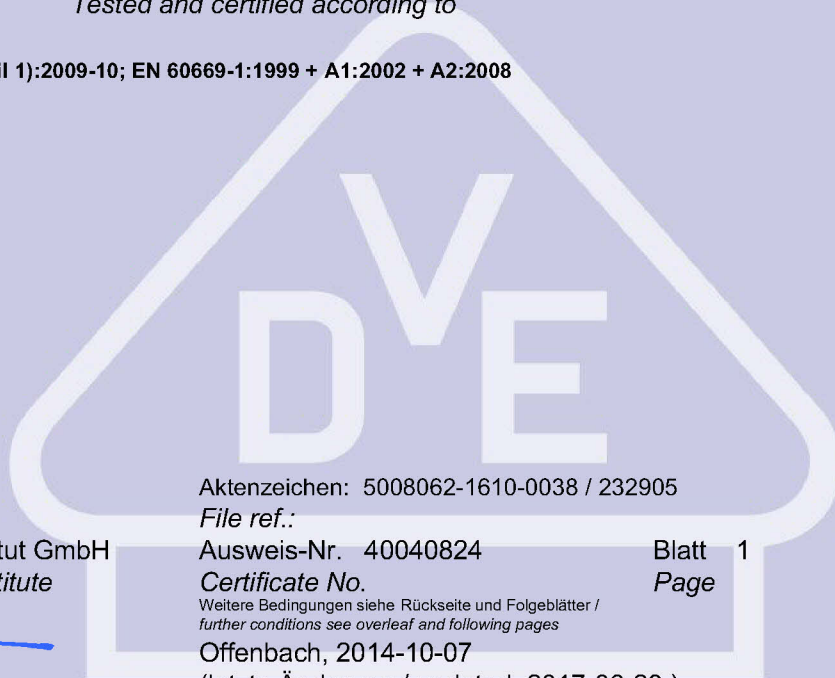 Tested and certified according to
1):2009-10; EN 60669-1:1999 + A1:2002 + A2:2008
VDE
Aktenzeichen: 5008062-1610-0038 / 232905
File ref.:
GmbH Ausweis-Nr. 40040824 Blatt 1
Certificate No. Page
Weitere Bedingungen siehe Rückseite und Folgeblätter /
further conditions see overleaf and following pages
Offenbach, 2014-10-07